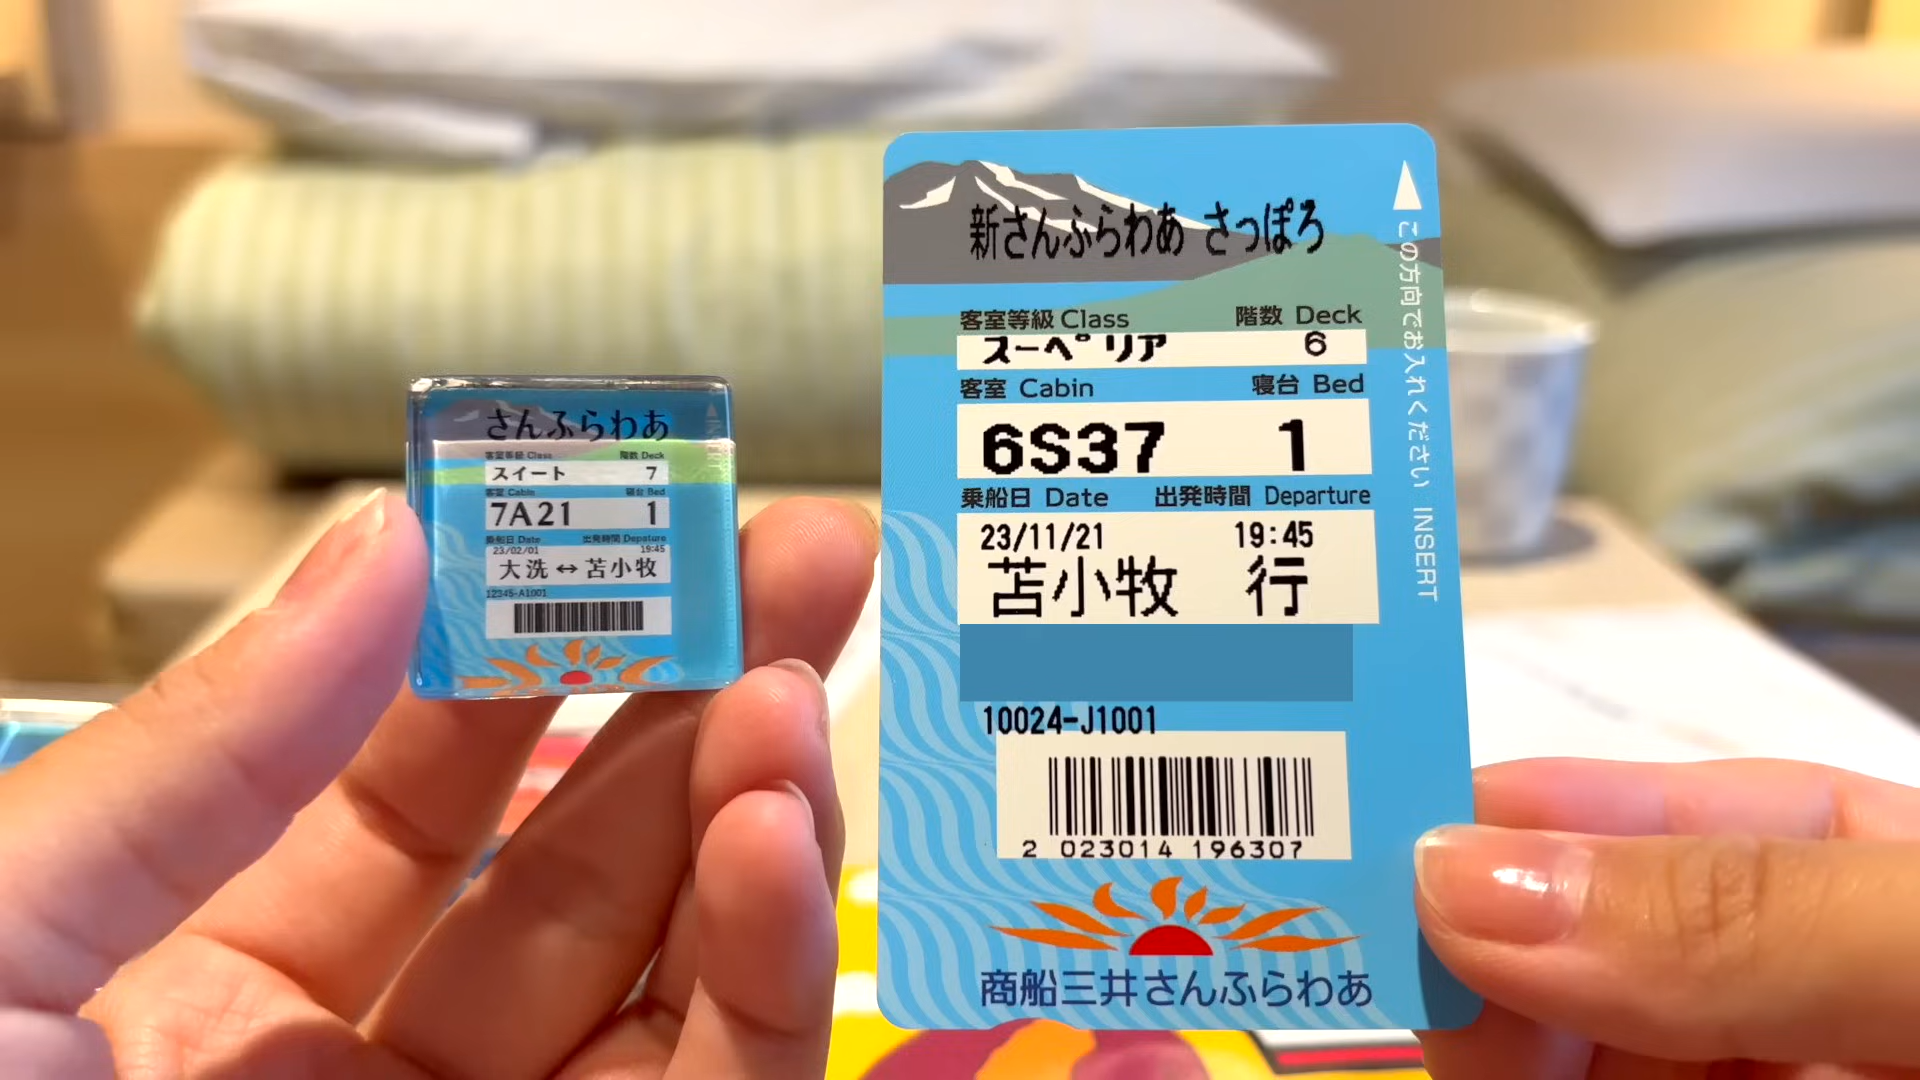 さんふらわあ
客室等級 Class 階数 Deck
スイート 7
客室 Cabin 寝台 Bed
7A21 1
乗船日 Date 出発時間 Depature
23/02/01 19:45
大洗↔苫小牧
12345-A1001
INSERT
新さんふらわあ さっぽろ
客室等級 Class 階数 Deck
スーペリア 6
客室 Cabin 寝台 Bed
6S37 1
乗船日 Date 出発時間 Departure
23/11/21 19:45
苫小牧 行
10024-J1001
2 023014 196307
商船三井さんふらわあ
この方向でお入れください INSERT